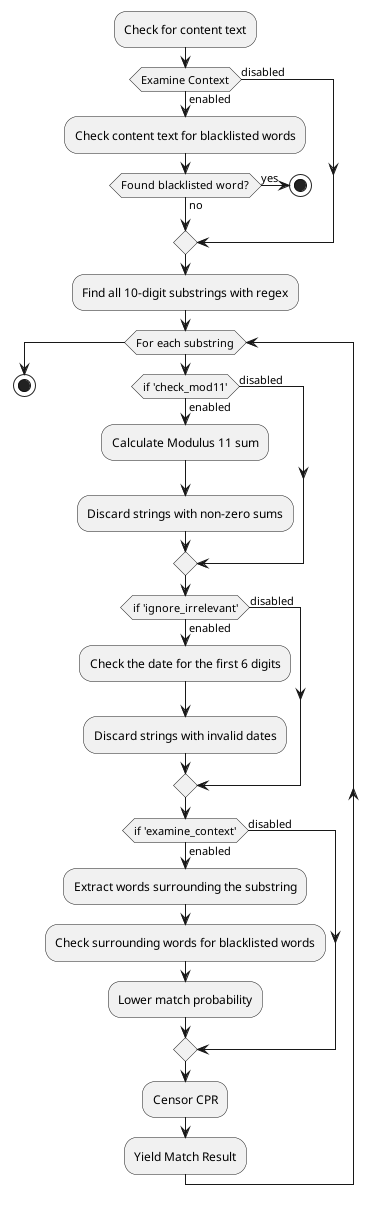 Check for content text
Examine Context
disabled
enabled
Check content text for blacklisted words
Found blacklisted word?
yes
no
Find all 10-digit substrings with regex
For each substring
if 'check_mod11'
disabled
enabled
Calculate Modulus 11 sum
Discard strings with non-zero sums
if 'ignore_irrelevant'
disabled
enabled
Check the date for the first 6 digits
Discard strings with invalid dates
if 'examine_context'
disabled
enabled
Extract words surrounding the substring
Check surrounding words for blacklisted words
Lower match probability
Censor CPR
Yield Match Result